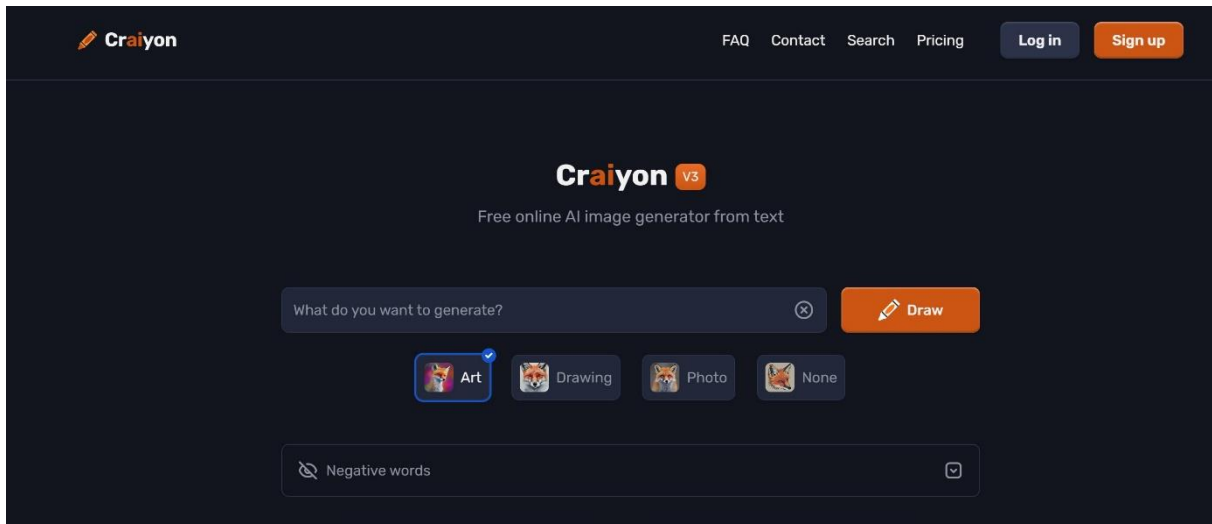 Craiyon FAQ Contact Search Pricing Log in Sign up
Craiyon V3
Free online AI image generator from text
What do you want to generate? Draw
Art Drawing Photo None
Negative words